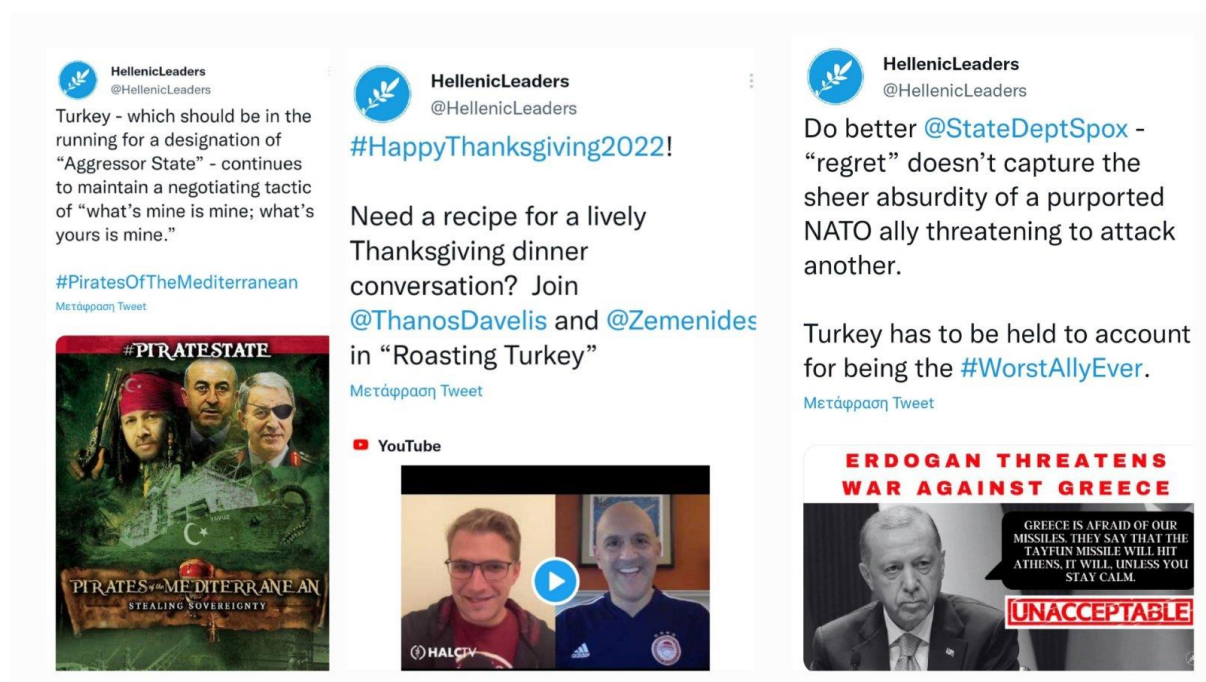 HellenicLeaders
@HellenicLeaders
Turkey - which should be in the
running for a designation of
“Aggressor State” - continues
to maintain a negotiating tactic
of “what’s mine is mine; what’s
yours is mine.”
#PiratesOfTheMediterranean
Μετάφραση Tweet
#PIRATESTATE
YAVUZ
PIRATES of the MEDITERRANEAN
STEALING SOVEREIGNTY
HellenicLeaders
@HellenicLeaders
#HappyThanksgiving2022!
Need a recipe for a lively
Thanksgiving dinner
conversation? Join
@ThanosDavelis and @Zemenides
in “Roasting Turkey”
Μετάφραση Tweet
YouTube
HALCTV
adidas
HellenicLeaders
@HellenicLeaders
Do better @StateDeptSpox -
“regret” doesn’t capture the
sheer absurdity of a purported
NATO ally threatening to attack
another.
Turkey has to be held to account
for being the #WorstAllyEver.
Μετάφραση Tweet
ERDOGAN THREATENS
WAR AGAINST GREECE
GREECE IS AFRAID OF OUR
MISSILES. THEY SAY THAT THE
TAYFUN MISSILE WILL HIT
ATHENS, IT WILL, UNLESS YOU
STAY CALM.
UNACCEPTABLE